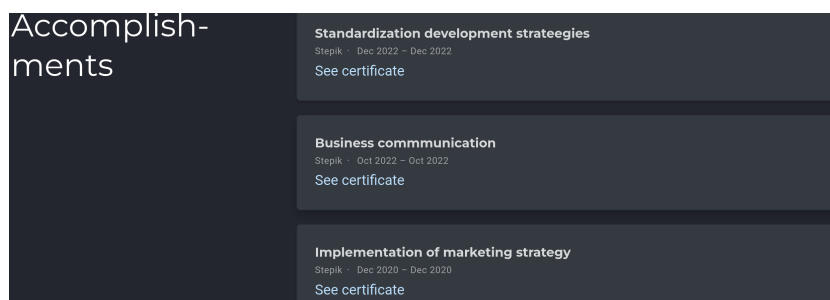 Accomplish-
ments
Standardization development strateegies
Stepik · Dec 2022 – Dec 2022
See certificate
Business commmunication
Stepik · Oct 2022 – Oct 2022
See certificate
Implementation of marketing strategy
Stepik · Dec 2020 – Dec 2020
See certificate